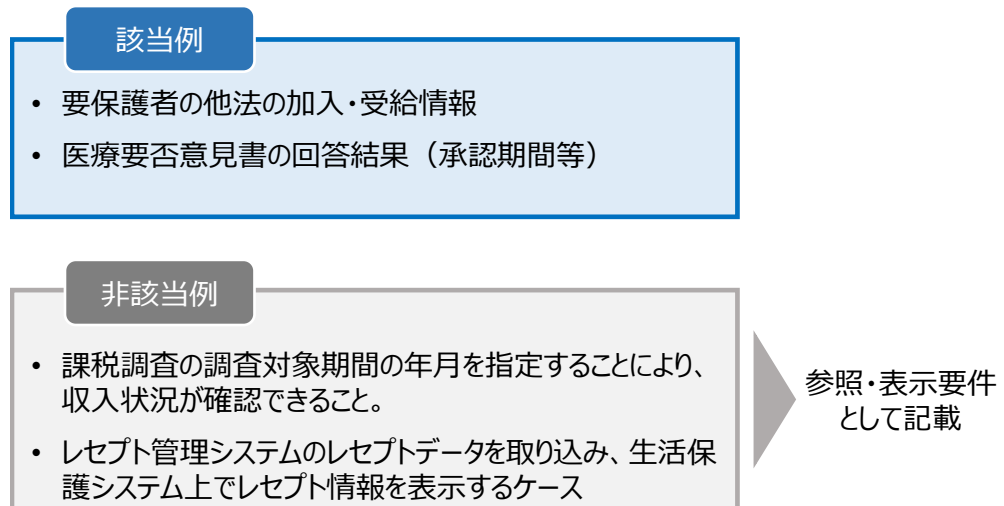 該当例
• 要保護者の他法の加入・受給情報
• 医療要否意見書の回答結果（承認期間等）
非該当例
• 課税調査の調査対象期間の年月を指定することにより、
収入状況が確認できること。
• レセプト管理システムのレセプトデータを取り込み、生活保
護システム上でレセプト情報を表示するケース
参照・表示要件
として記載